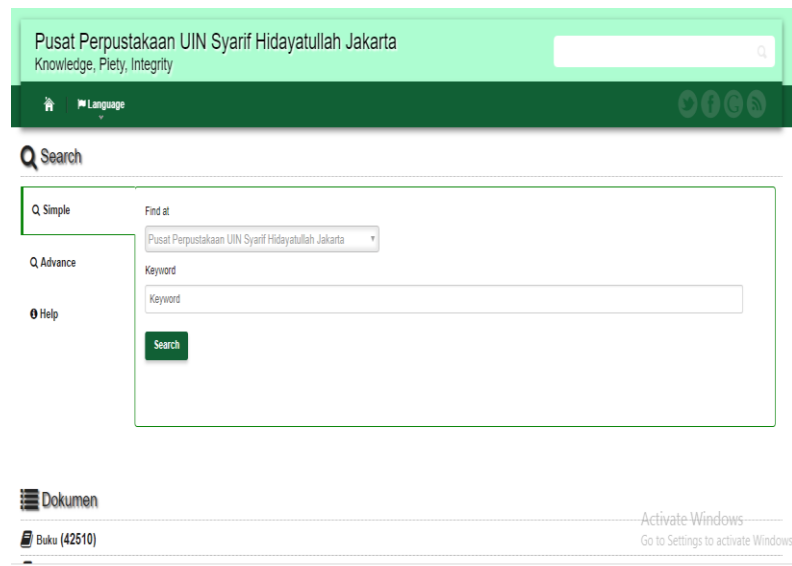 Pusat Perpustakaan UIN Syarif Hidayatullah Jakarta
Knowledge, Piety, Integrity
Language
Search
Simple
Find at
Pusat Perpustakaan UIN Syarif Hidayatullah Jakarta
Advance
Keyword
Keyword
Help
Search
Dokumen
Activate Windows
Buku (42510)
Go to Settings to activate Windows